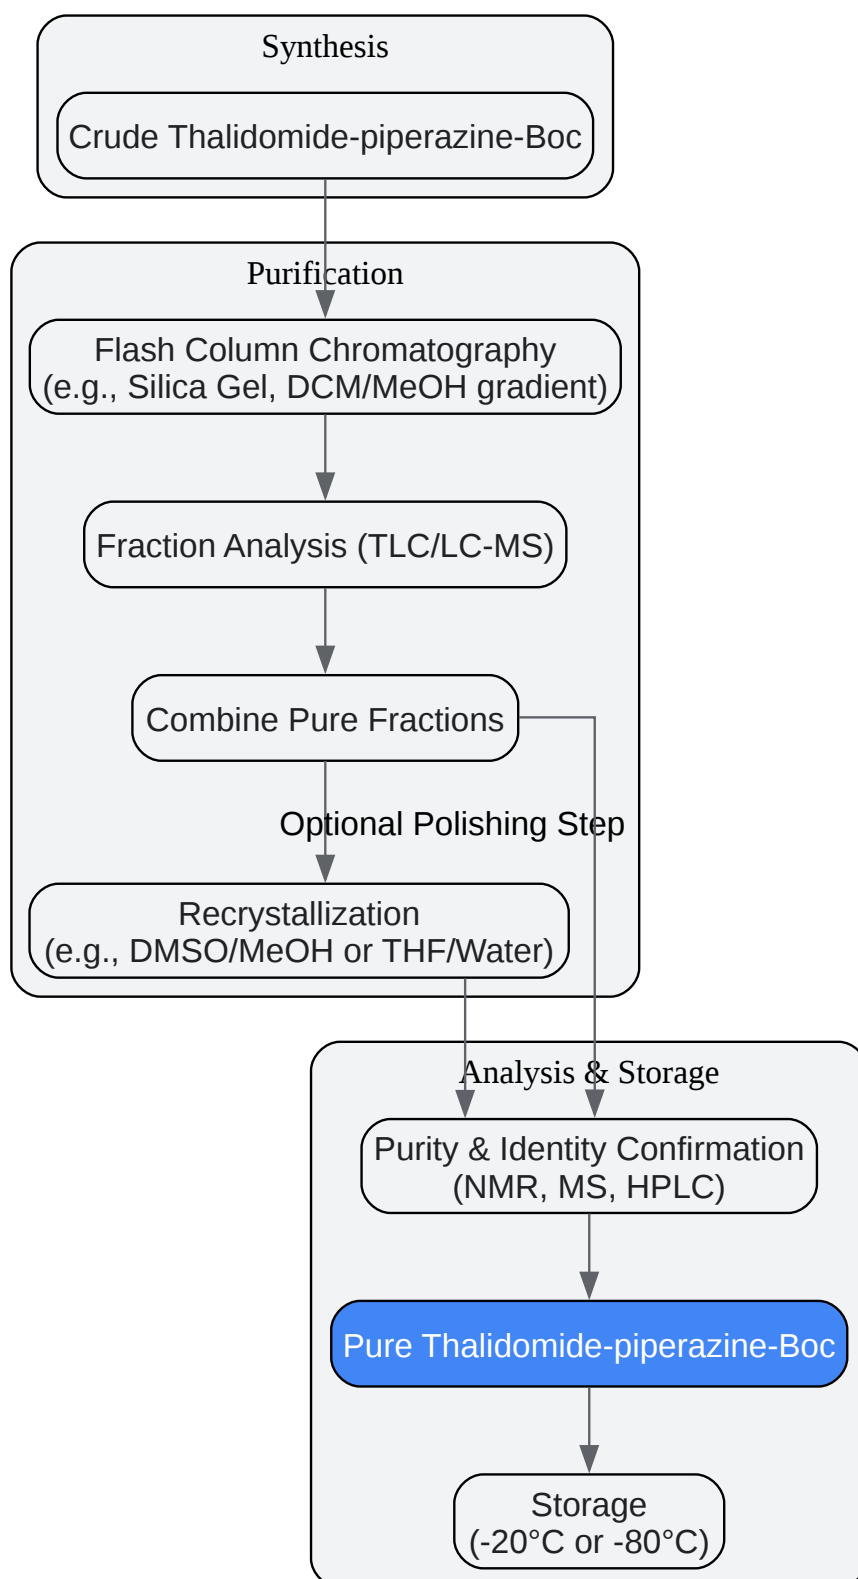 Synthesis
Crude Thalidomide-piperazine-Boc
Purification
Flash Column Chromatography
(e.g., Silica Gel, DCM/MeOH gradient)
Fraction Analysis (TLC/LC-MS)
Combine Pure Fractions
Optional Polishing Step
Recrystallization
(e.g., DMSO/MeOH or THF/Water)
Analysis & Storage
Purity & Identity Confirmation
(NMR, MS, HPLC)
Pure Thalidomide-piperazine-Boc
Storage
(-20°C or -80°C)